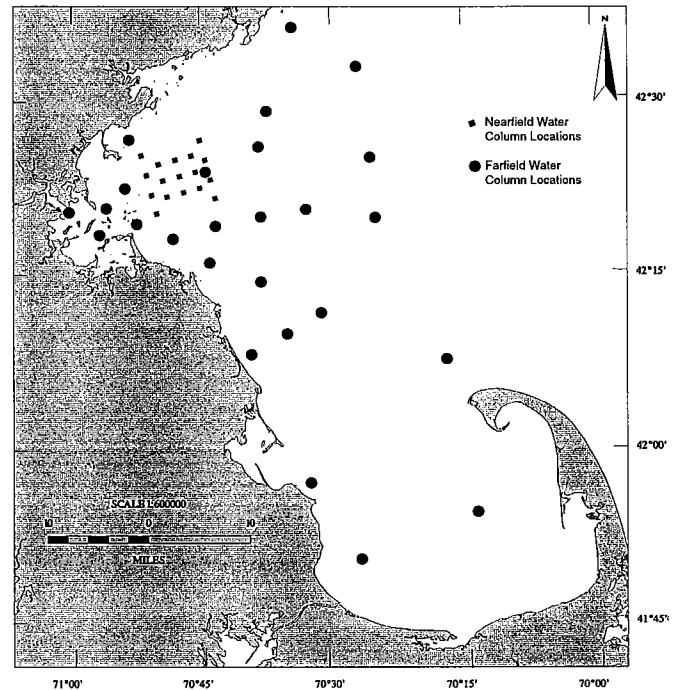 N
42°30'
Nearfield Water
Column Locations
Farfield Water
Column Locations
42°15'
42°00'
SCALE 1:600000
10 0 10
MILES
41°45'
71°00' 70°45' 70°30' 70°15' 70°00'